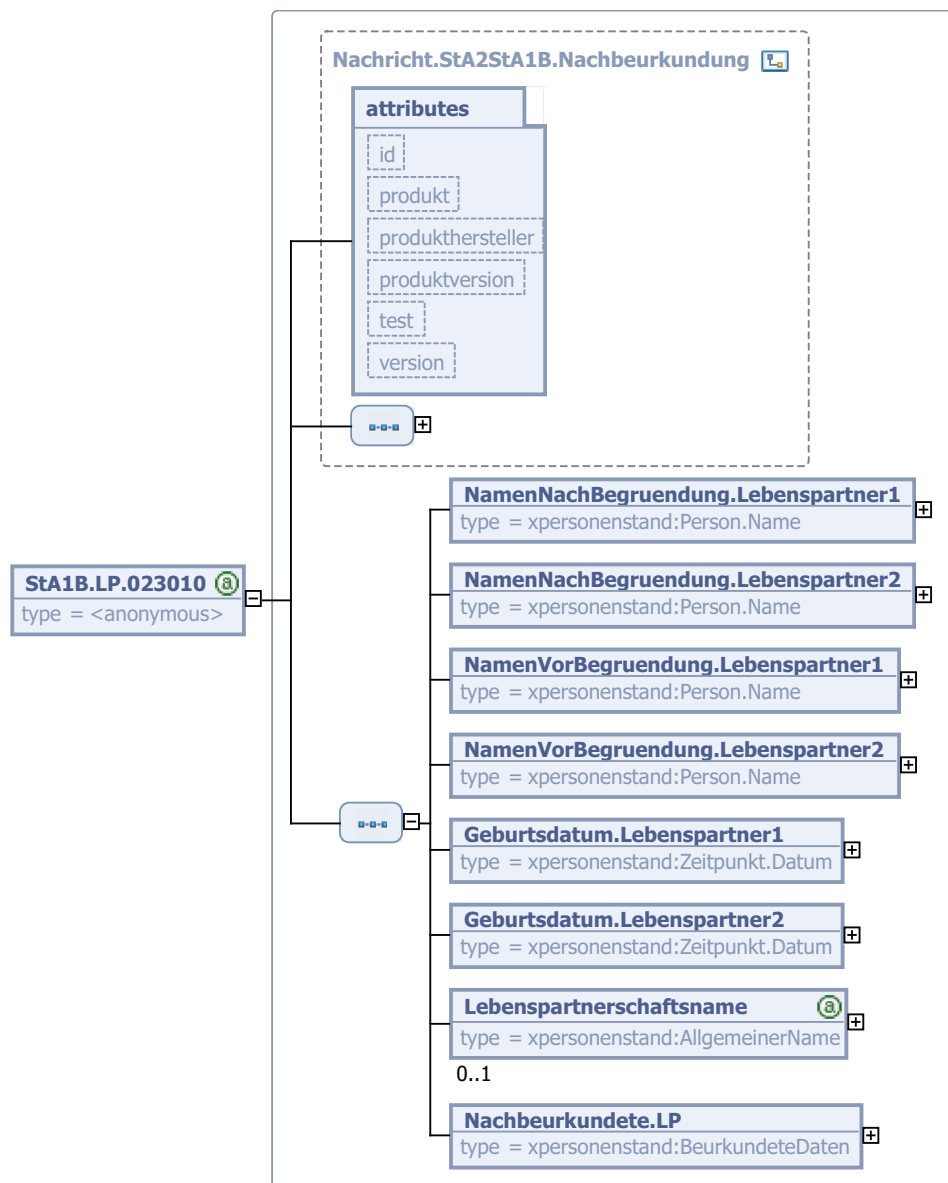 Nachricht.StA2StA1B.Nachbeurkundung
attributes
id
produkt
produkthersteller
produktversion
test
version
StA1B.LP.023010 a
type = <anonymous>
NamenNachBegruendung.Lebenspartner1
type = xpersonenstand:Person.Name
NamenNachBegruendung.Lebenspartner2
type = xpersonenstand:Person.Name
NamenVorBegruendung.Lebenspartner1
type = xpersonenstand:Person.Name
NamenVorBegruendung.Lebenspartner2
type = xpersonenstand:Person.Name
Geburtsdatum.Lebenspartner1
type = xpersonenstand:Zeitpunkt.Datum
Geburtsdatum.Lebenspartner2
type = xpersonenstand:Zeitpunkt.Datum
Lebenspartnerschaftsname a
type = xpersonenstand:AllgemeinerName
0..1
Nachbeurkundete.LP
type = xpersonenstand:BeurkundeteDaten